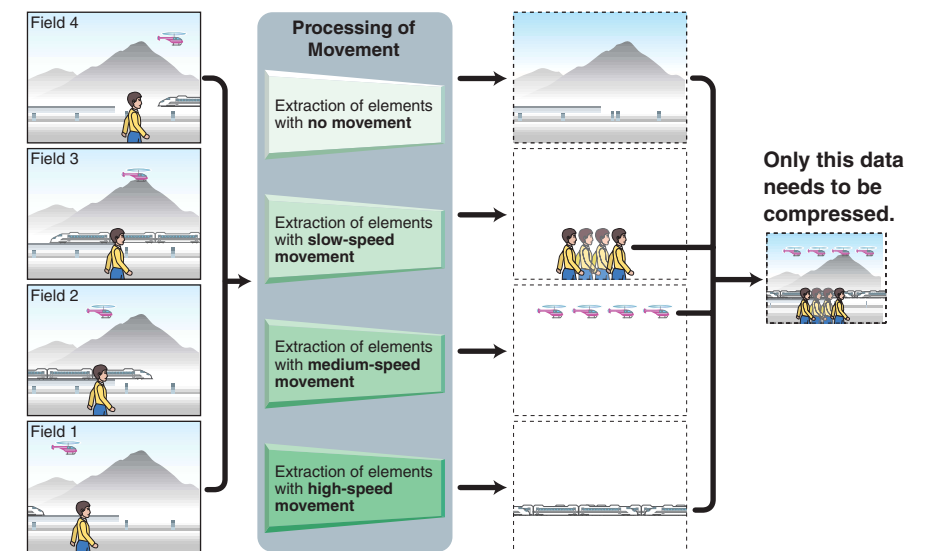 Field 4
Field 3
Field 2
Field 1
Processing of
Movement
Extraction of elements
with no movement
Extraction of elements
with slow-speed
movement
Extraction of elements
with medium-speed
movement
Extraction of elements
with high-speed
movement
Only this data
needs to be
compressed.